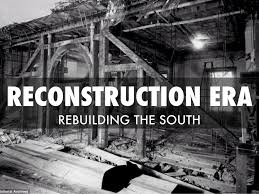 RECONSTRUCTION ERA
REBUILDING THE SOUTH